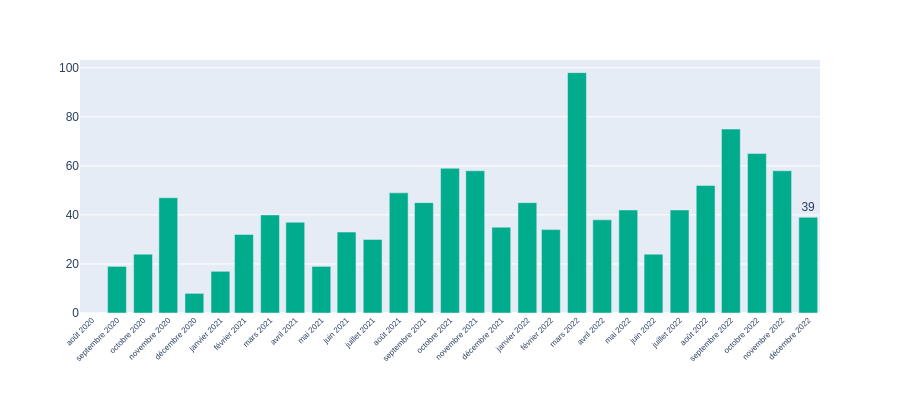 100
80
60
40
20
0
39
août 2020
septembre 2020
octobre 2020
novembre 2020
décembre 2020
janvier 2021
février 2021
mars 2021
avril 2021
mai 2021
juin 2021
juillet 2021
août 2021
septembre 2021
octobre 2021
novembre 2021
décembre 2021
janvier 2022
février 2022
mars 2022
avril 2022
mai 2022
juin 2022
juillet 2022
août 2022
septembre 2022
octobre 2022
novembre 2022
décembre 2022